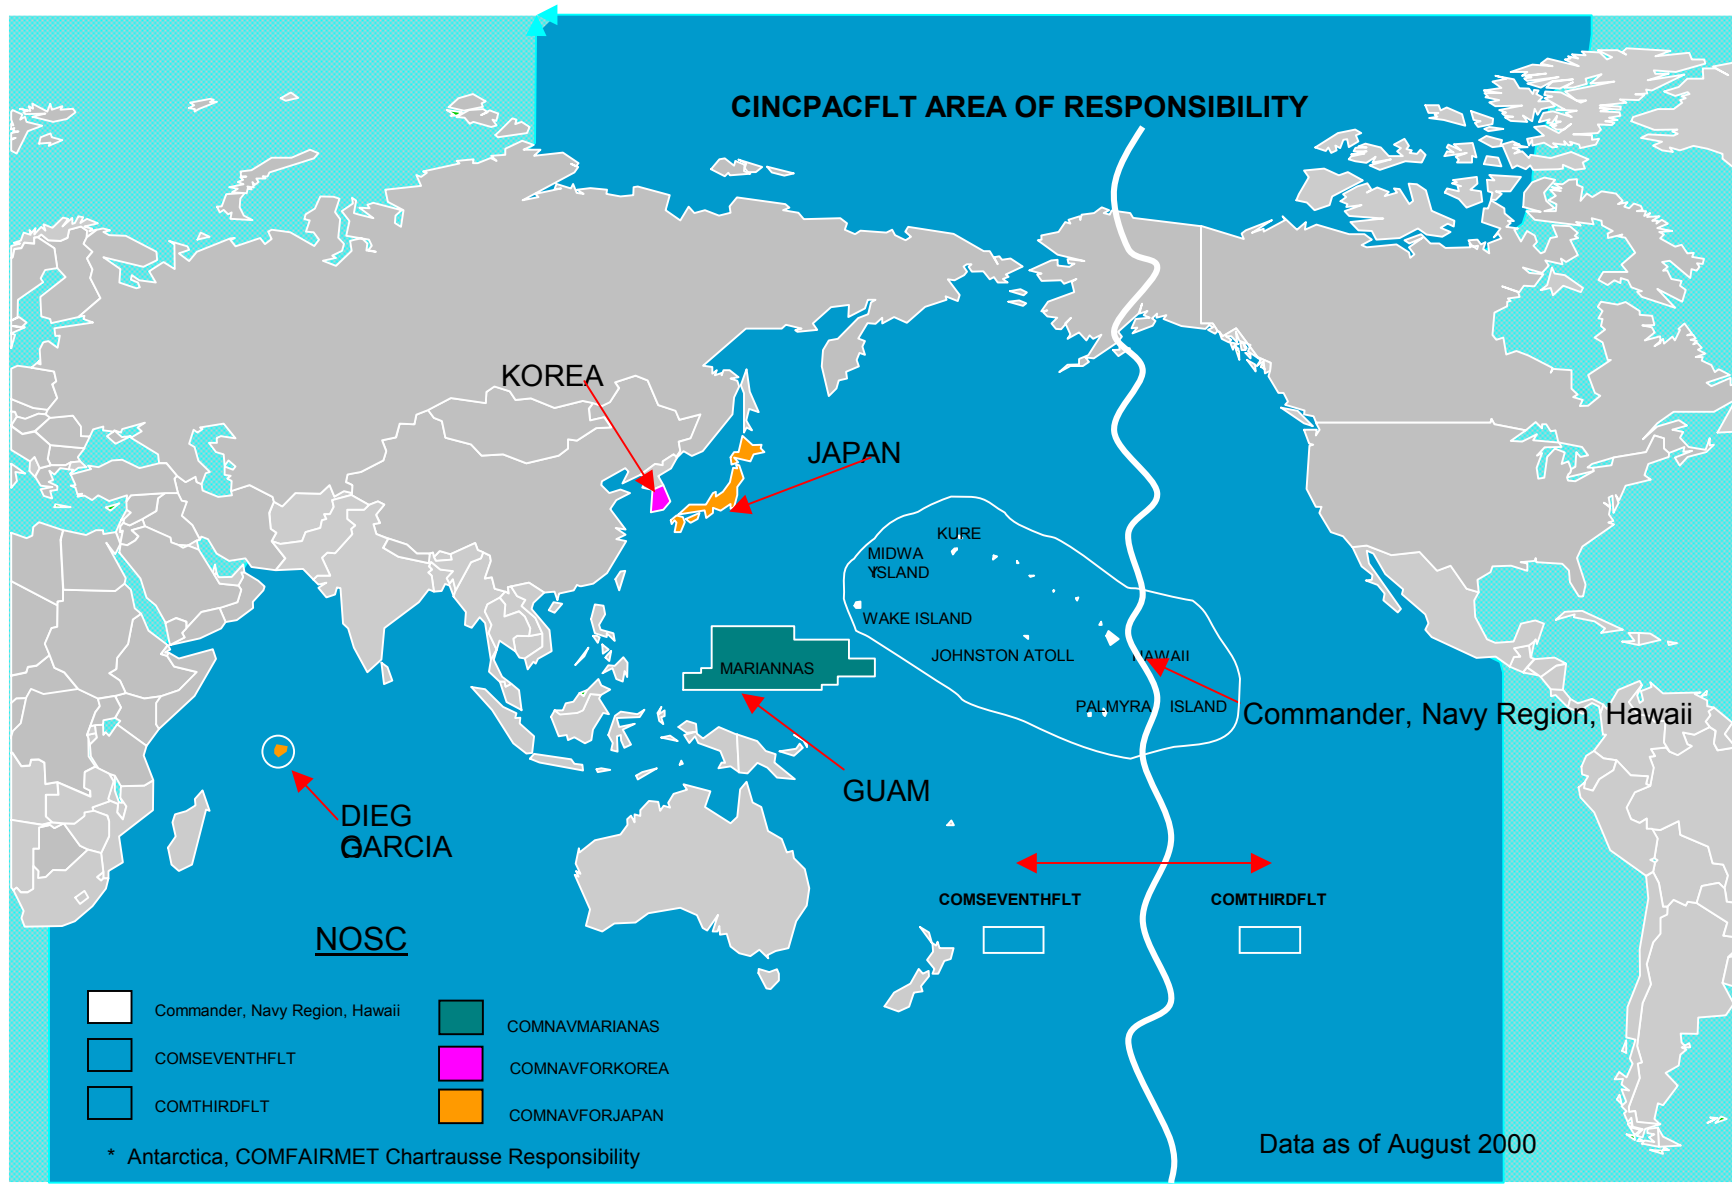 CINCPACFLT AREA OF RESPONSIBILITY
KOREA
JAPAN
KURE
MIDWA
Y
ISLAND
WAKE ISLAND
JOHNSTON ATOLL
HAWAII
MARIANNAS
PALMYRA ISLAND
Commander, Navy Region, Hawaii
GUAM
DIEG
O
GARCIA
COMSEVENTHFLT
COMTHIRDFLT
NOSC
Commander, Navy Region, Hawaii
COMSEVENTHFLT
COMTHIRDFLT
COMNAVMARIANAS
COMNAVFORKOREA
COMNAVFORJAPAN
* Antarctica, COMFAIRMET Chartrausse Responsibility
Data as of August 2000